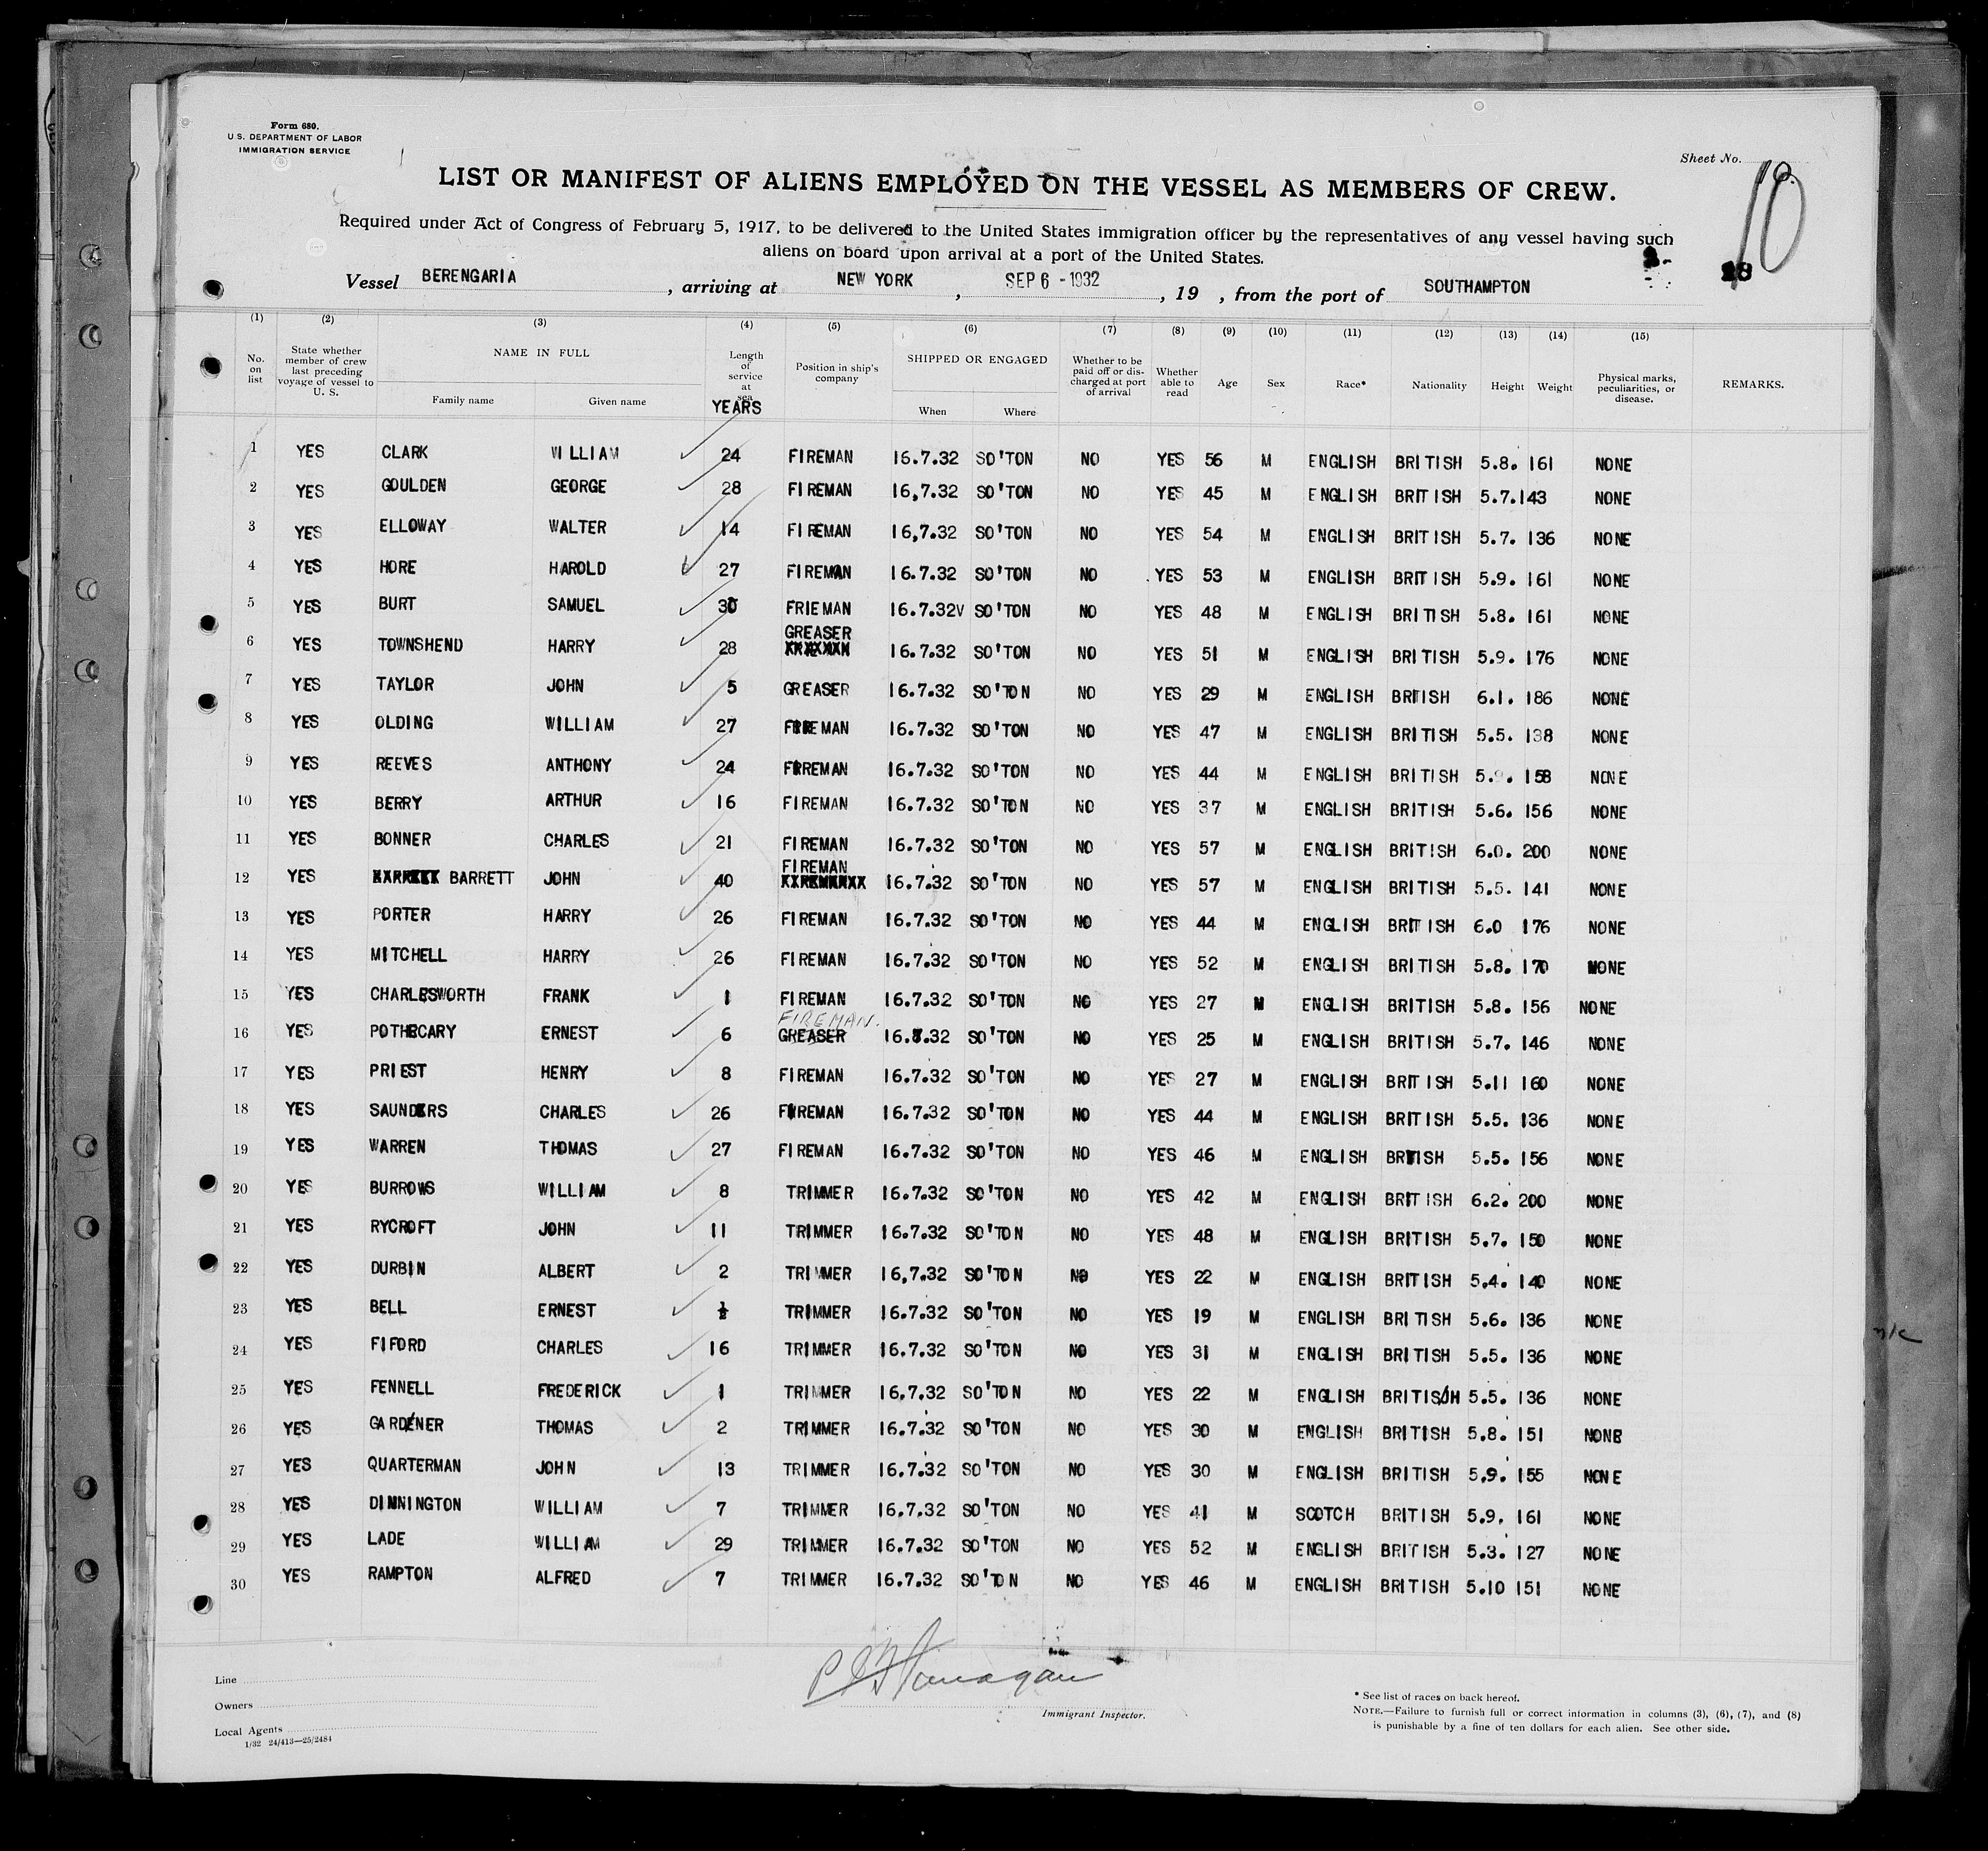 Form 680.
U S. DEPARTMENT OF LABOR
IMMIGRATION SERVICE
Sheet No. 10
LIST OR MANIFEST OF ALIENS EMPLOYED ON THE VESSEL AS MEMBERS OF CREW.
Required under Act of Congress of February 5, 1917, to be delivered to the United States immigration officer by the representatives of any vessel having such
aliens on board upon arrival at a port of the United States.
Vessel BERENGARIA , arriving at NEW YORK , SEP 6 - 1932 , 19 , from the port of SOUTHAMPTON
(1) (2) (3) (4) (5) (6) (7) (8) (9) (10) (11) (12) (13) (14) (15)
No. on list State whether member of crew last preceding voyage of vessel to U. S. NAME IN FULL Family name Given name Length of service at sea YEARS Position in ship's company SHIPPED OR ENGAGED When Where Whether to be paid off or discharged at port of arrival Whether able to read Age Sex Race* Nationality Height Weight Physical marks, peculiarities, or disease. REMARKS.
1 YES CLARK WILLIAM 24 FIREMAN 16.7.32 SO'TON NO YES 56 M ENGLISH BRITISH 5.8. 161 NONE
2 YES GOULDEN GEORGE 28 FIREMAN 16,7.32 SO'TON NO YES 45 M ENGLISH BRITISH 5.7.143 NONE
3 YES ELLOWAY WALTER 14 FIREMAN 16,7.32 SO'TON NO YES 54 M ENGLISH BRITISH 5.7. 136 NONE
4 YES HORE HAROLD 27 FIREMAN 16.7.32 SO'TON NO YES 53 M ENGLISH BRITISH 5.9. 161 NONE
5 YES BURT SAMUEL 30 FRIEMAN 16.7.32V SO'TON NO YES 48 M ENGLISH BRITISH 5.8. 161 NONE
6 YES TOWNSHEND HARRY 28 GREASER 16.7.32 SO'TON NO YES 51 M ENGLISH BRITISH 5.9. 176 NONE
7 YES TAYLOR JOHN 5 GREASER 16.7.32 SO'TON NO YES 29 M ENGLISH BRITISH 6.1. 186 NONE
8 YES OLDING WILLIAM 27 FIREMAN 16.7.32 SO'TON NO YES 47 M ENGLISH BRITISH 5.5. 138 NONE
9 YES REEVES ANTHONY 24 FIREMAN 16.7.32 SO'TON NO YES 44 M ENGLISH BRITISH 158 NONE
10 YES BERRY ARTHUR 16 FIREMAN 16.7.32 SO'TON NO YES 37 M ENGLISH BRITISH 5.6. 156 NONE
11 YES BONNER CHARLES 21 FIREMAN 16.7.32 SO'TON NO YES 57 M ENGLISH BRITISH 6.0. 200 NONE
12 YES BARRETT JOHN 40 FIREMAN 16.7.32 SO'TON NO YES 57 M ENGLISH BRITISH 5.5. 141 NONE
13 YES PORTER HARRY 26 FIREMAN 16.7.32 SO'TON NO YES 44 M ENGLISH BRITISH 6.0 176 NONE
14 YES MITCHELL HARRY 26 FIREMAN 16.7.32 SO'TON NO YES 52 M ENGLISH BRITISH 5.8. 170 NONE
15 YES CHARLESWORTH FRANK 1 FIREMAN 16.7.32 SO'TON NO YES 27 M ENGLISH BRITISH 5.8. 156 NONE
FIREMAN.
16 YES POTHECARY ERNEST 6 GREASER 16.7.32 SO'TON NO YES 25 M ENGLISH BRITISH 5.7. 146 NONE
17 YES PRIEST HENRY 8 FIREMAN 16.7.32 SO'TON NO YES 27 M ENGLISH BRITISH 5.11 160 NONE
18 YES SAUNDERS CHARLES 26 FIREMAN 16.7.32 SO'TON NO YES 44 M ENGLISH BRITISH 5.5. 136 NONE
19 YES WARREN THOMAS 27 FIREMAN 16.7.32 SO'TON NO YES 46 M ENGLISH BRITISH 5.5. 156 NONE
20 YES BURROWS WILLIAM 8 TRIMMER 16.7.32 SO'TON NO YES 42 M ENGLISH BRITISH 6.2. 200 NONE
21 YES RYCROFT JOHN 11 TRIMMER 16.7.32 SO'TON NO YES 48 M ENGLISH BRITISH 5.7. 150 NONE
22 YES DURBIN ALBERT 2 TRIMMER 16,7.32 SO'TON NO YES 22 M ENGLISH BRITISH 5.4. 140 NONE
23 YES BELL ERNEST ½ TRIMMER 16.7.32 SO'TON NO YES 19 M ENGLISH BRITISH 5.6. 136 NONE
24 YES FIFORD CHARLES 16 TRIMMER 16.7.32 SO'TON NO YES 31 M ENGLISH BRITISH 5.5. 136 NONE
25 YES FENNELL FREDERICK 1 TRIMMER 16.7.32 SO'TON NO YES 22 M ENGLISH BRITISH 5.5. 136 NONE
26 YES GARDENER THOMAS 2 TRIMMER 16.7.32 SO'TON NO YES 30 M ENGLISH BRITISH 5.8. 151 NONE
27 YES QUARTERMAN JOHN 13 TRIMMER 16.7.32 SO'TON NO YES 30 M ENGLISH BRITISH 5.9. 155 NONE
28 YES DINNINGTON WILLIAM 7 TRIMMER 16.7.32 SO'TON NO YES 41 M SCOTCH BRITISH 5.9. 161 NONE
29 YES LADE WILLIAM 29 TRIMMER 16.7.32 SO'TON NO YES 52 M ENGLISH BRITISH 5.3. 127 NONE
30 YES RAMPTON ALFRED 7 TRIMMER 16.7.32 SO'TON NO YES 46 M ENGLISH BRITISH 5.10 151 NONE
Line
Owners
Local Agents
1/32 24/413—25/2484
Immigrant Inspector.
* See list of races on back hereof.
NOTE.—Failure to furnish full or correct information in columns (3), (6), (7), and (8)
is punishable by a fine of ten dollars for each alien. See other side.